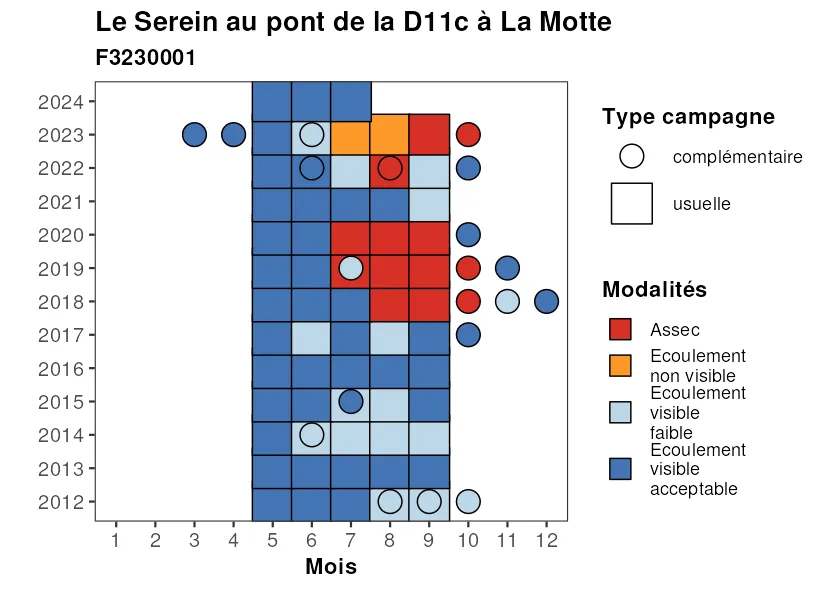 Le Serein au pont de la D11c à La Motte
F3230001
2024
2023
2022
2021
2020
2019
2018
2017
2016
2015
2014
2013
2012
1 2 3 4 5 6 7 8 9 10 11 12
Mois
Type campagne
complémentaire
usuelle
Modalités
Assec
Ecoulement
non visible
Ecoulement
visible
faible
Ecoulement
visible
acceptable